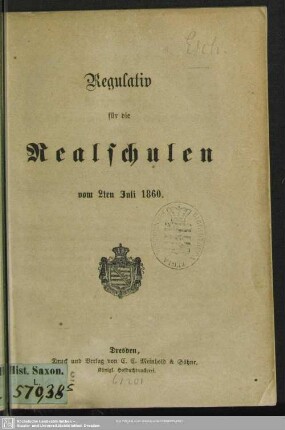 Regulativ
für die
Realschulen
vom 2ten Juli 1860.
Dresden,
Druck und Verlag von C. C. Meinhold & Söhne,
Königl. Hofbuchdruckerei.
Hist. Saxon.